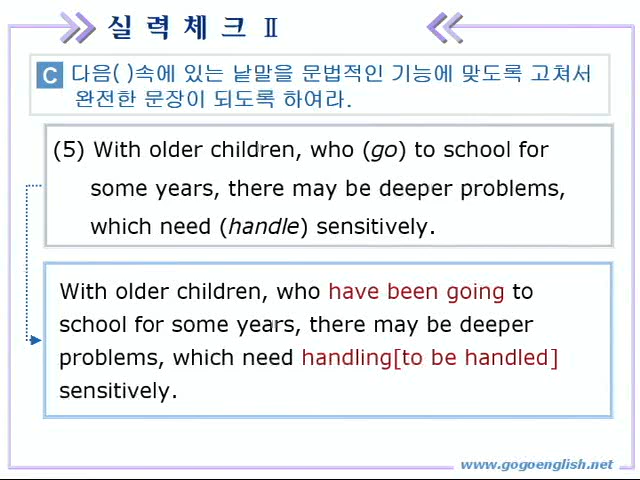 실 력 체 크 Ⅱ
C 다음( )속에 있는 낱말을 문법적인 기능에 맞도록 고쳐서
완전한 문장이 되도록 하여라.
(5) With older children, who (go) to school for
some years, there may be deeper problems,
which need (handle) sensitively.
With older children, who have been going to
school for some years, there may be deeper
problems, which need handling[to be handled]
sensitively.
www.gogoenglish.net